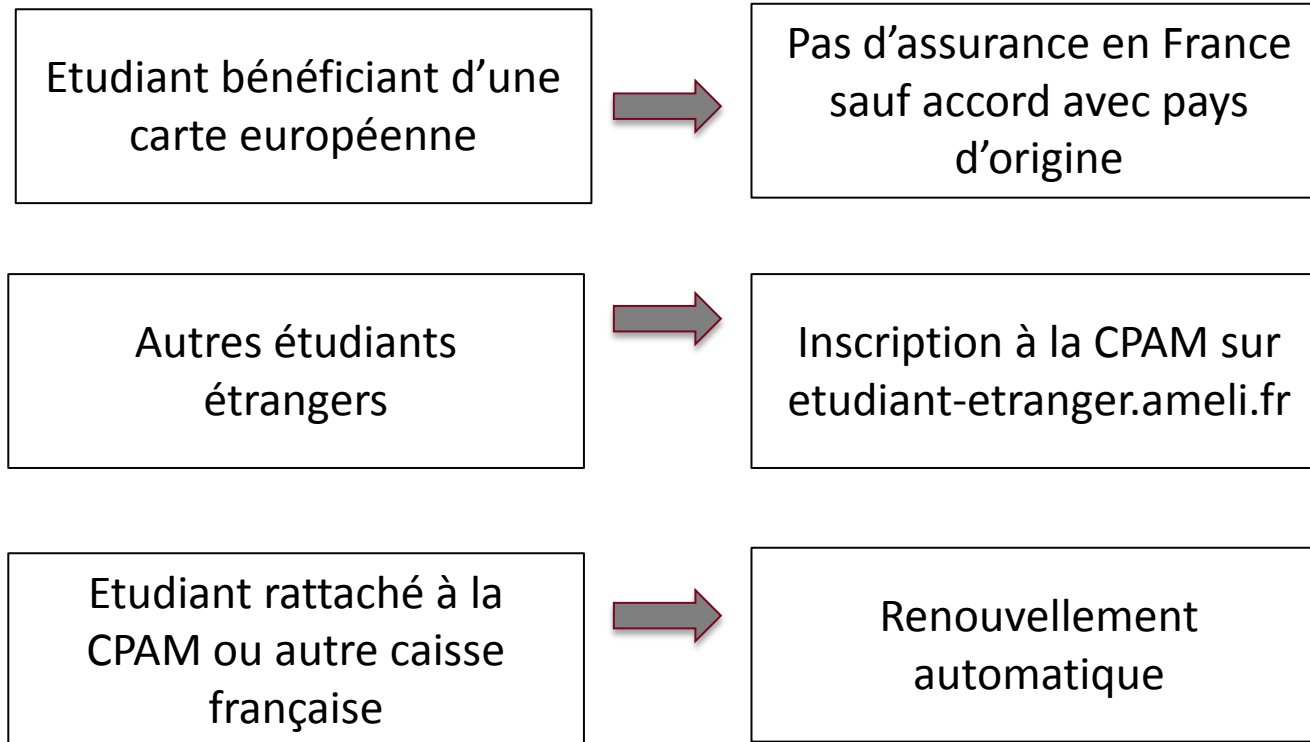 Etudiant bénéficiant d’une
carte européenne
Pas d’assurance en France
sauf accord avec pays
d’origine
Autres étudiants
étrangers
Inscription à la CPAM sur
etudiant-etranger.ameli.fr
Etudiant rattaché à la
CPAM ou autre caisse
française
Renouvellement
automatique